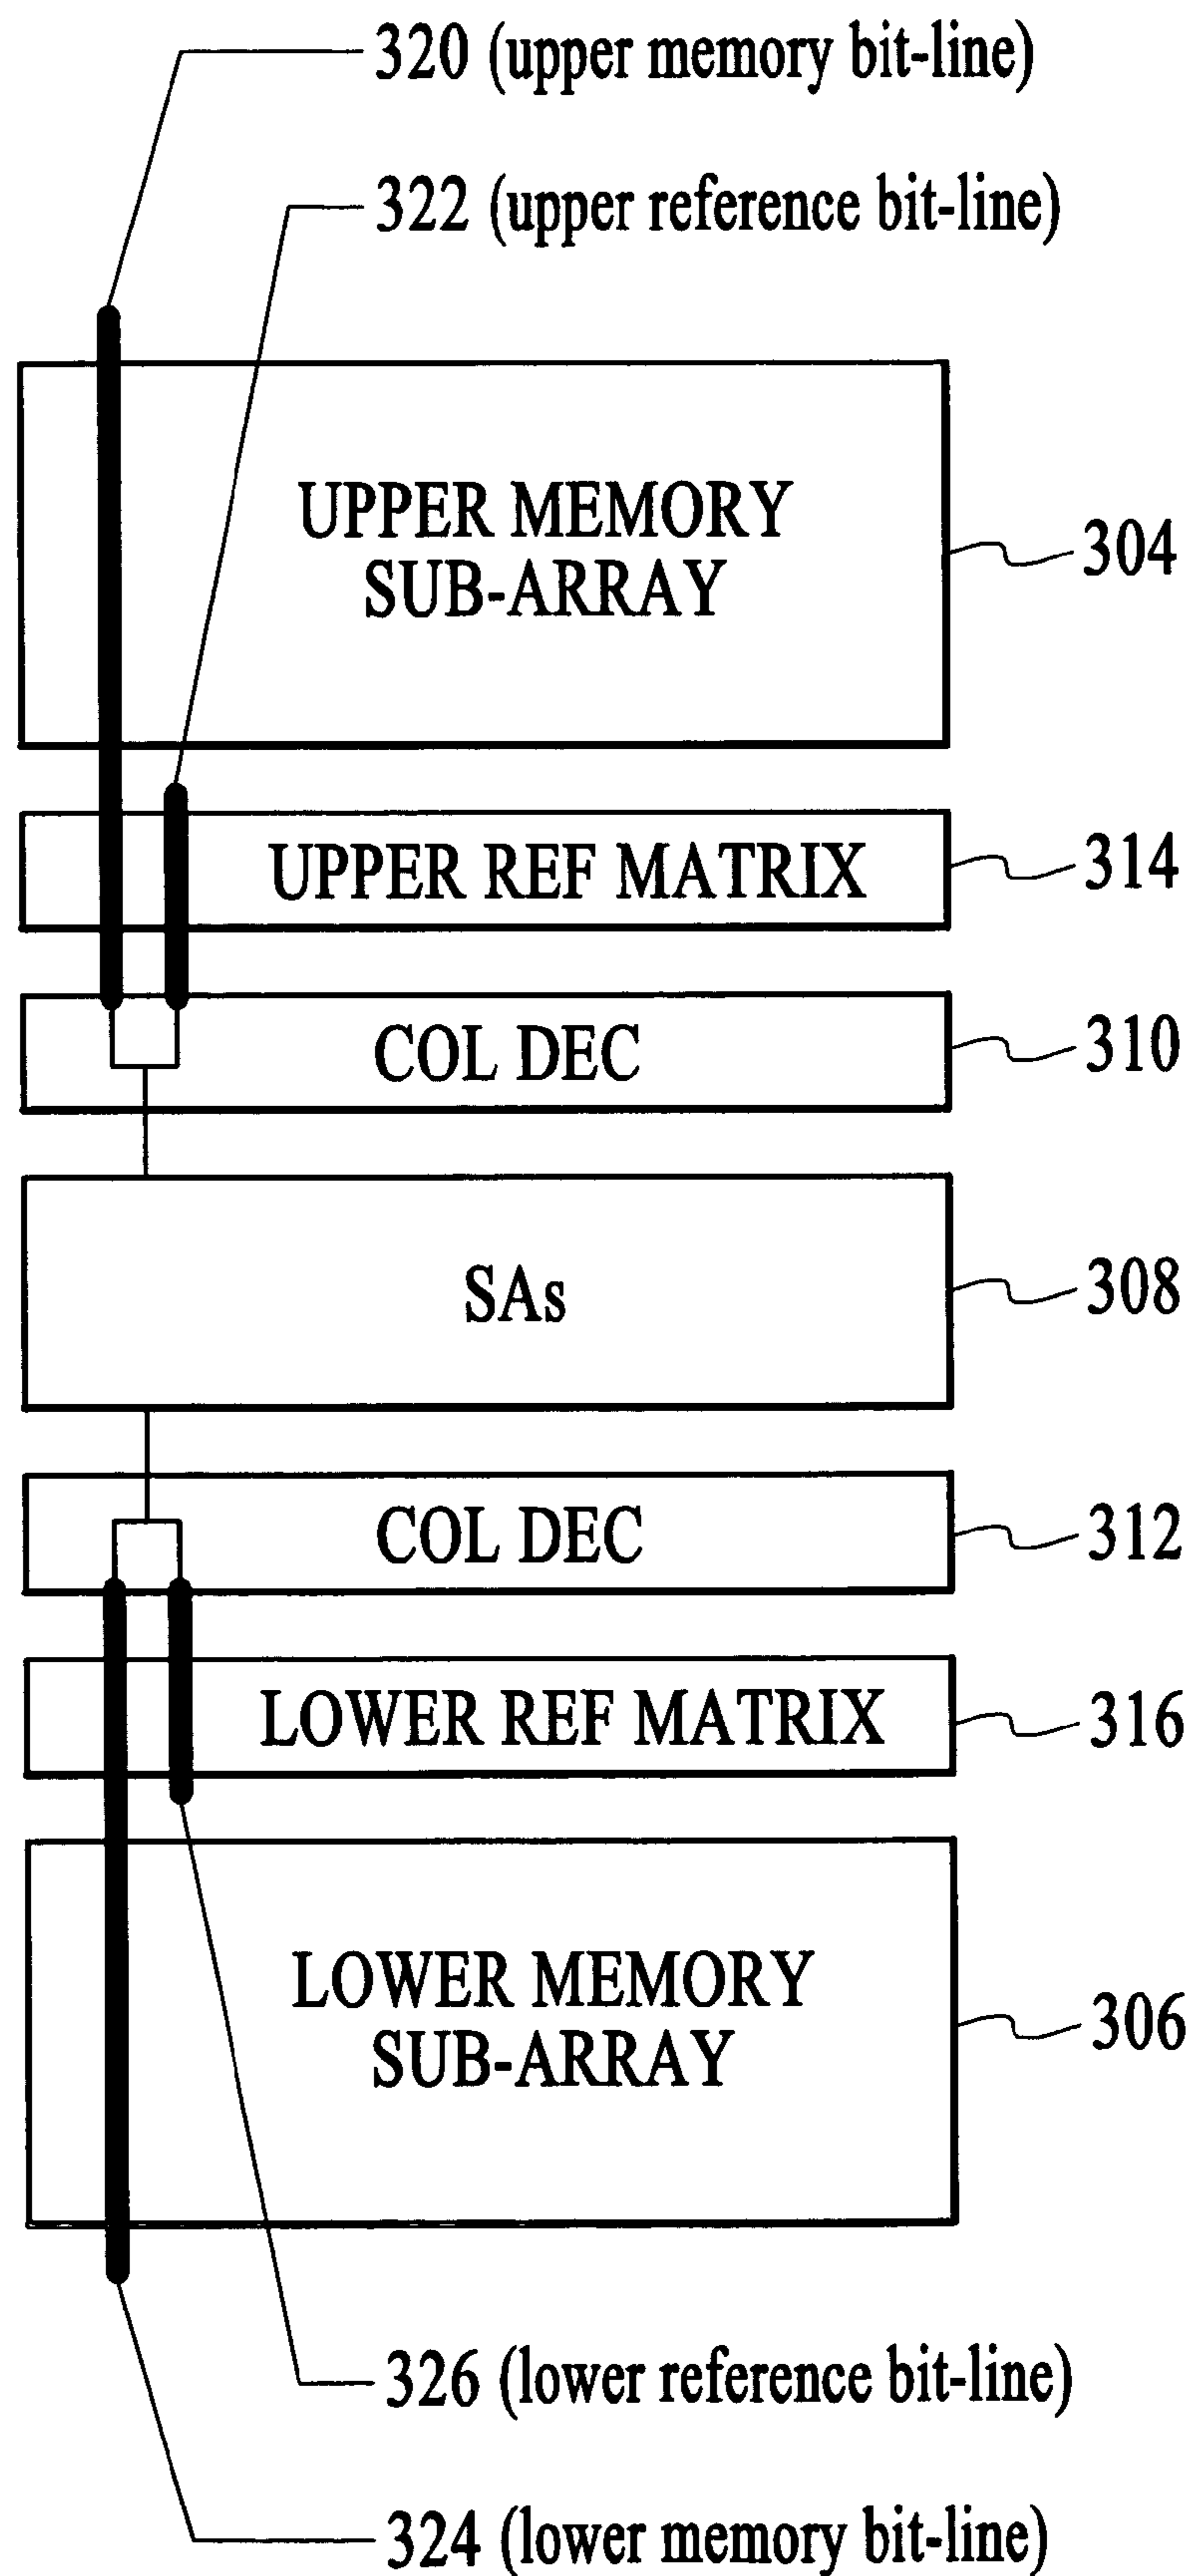 320 (upper memory bit-line)
322 (upper reference bit-line)
UPPER MEMORY
SUB-ARRAY
304
UPPER REF MATRIX
314
COL DEC
310
SAs
308
COL DEC
312
LOWER REF MATRIX
316
LOWER MEMORY
SUB-ARRAY
306
326 (lower reference bit-line)
324 (lower memory bit-line)